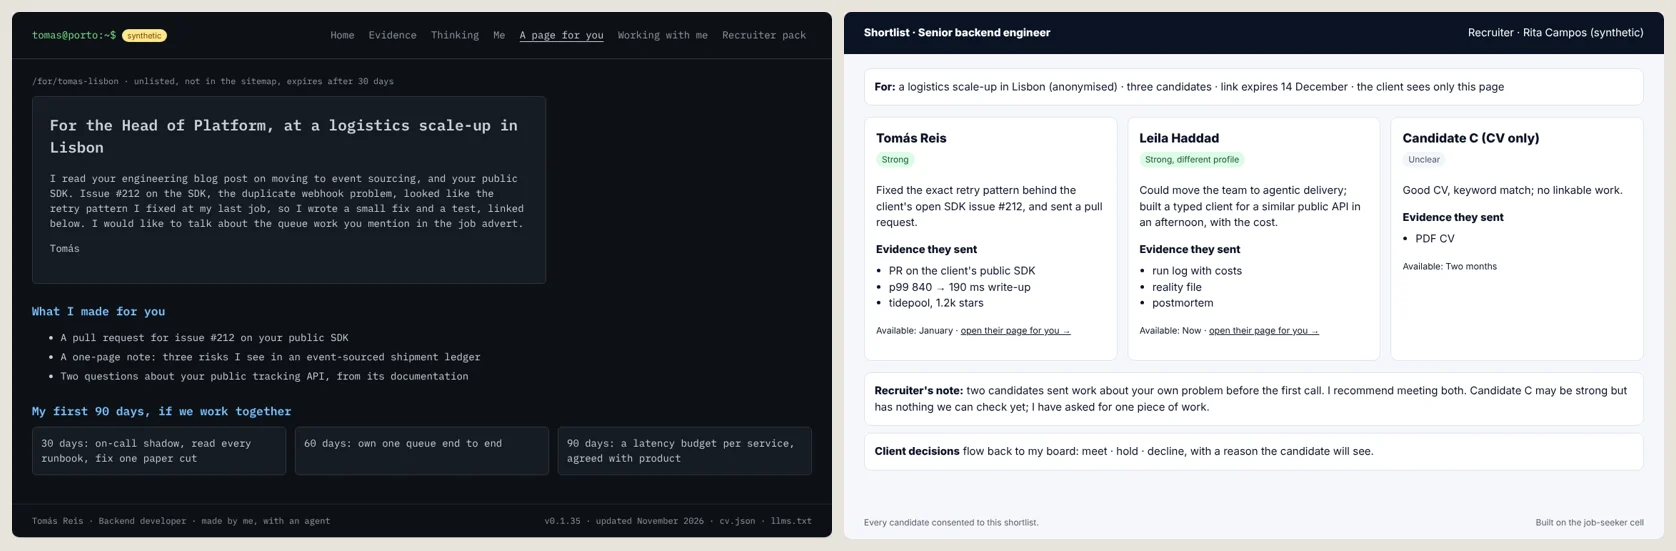 tomas@porto:~$ synthetic
Home Evidence Thinking Me A page for you Working with me Recruiter pack
/for/tomas-lisbon · unlisted, not in the sitemap, expires after 30 days
For the Head of Platform, at a logistics scale-up in
Lisbon
I read your engineering blog post on moving to event sourcing, and your public
SDK. Issue #212 on the SDK, the duplicate webhook problem, looked like the
retry pattern I fixed at my last job, so I wrote a small fix and a test, linked
below. I would like to talk about the queue work you mention in the job advert.
Tomás
What I made for you
• A pull request for issue #212 on your public SDK
• A one-page note: three risks I see in an event-sourced shipment ledger
• Two questions about your public tracking API, from its documentation
My first 90 days, if we work together
30 days: on-call shadow, read every
runbook, fix one paper cut
60 days: own one queue end to end
90 days: a latency budget per service,
agreed with product
Tomás Reis · Backend developer · made by me, with an agent
v0.1.35 · updated November 2026 · cv.json · llms.txt
Shortlist · Senior backend engineer
Recruiter · Rita Campos (synthetic)
For: a logistics scale-up in Lisbon (anonymised) · three candidates · link expires 14 December · the client sees only this page
Tomás Reis
Strong
Fixed the exact retry pattern behind the
client's open SDK issue #212, and sent a pull
request.
Evidence they sent
• PR on the client's public SDK
• p99 840 → 190 ms write-up
• tidepool, 1.2k stars
Available: January · open their page for you →
Leila Haddad
Strong, different profile
Could move the team to agentic delivery;
built a typed client for a similar public API in
an afternoon, with the cost.
Evidence they sent
• run log with costs
• reality file
• postmortem
Available: Now · open their page for you →
Candidate C (CV only)
Unclear
Good CV, keyword match; no linkable work.
Evidence they sent
• PDF CV
Available: Two months
Recruiter's note: two candidates sent work about your own problem before the first call. I recommend meeting both. Candidate C may be strong but
has nothing we can check yet; I have asked for one piece of work.
Client decisions flow back to my board: meet · hold · decline, with a reason the candidate will see.
Every candidate consented to this shortlist.
Built on the job-seeker cell